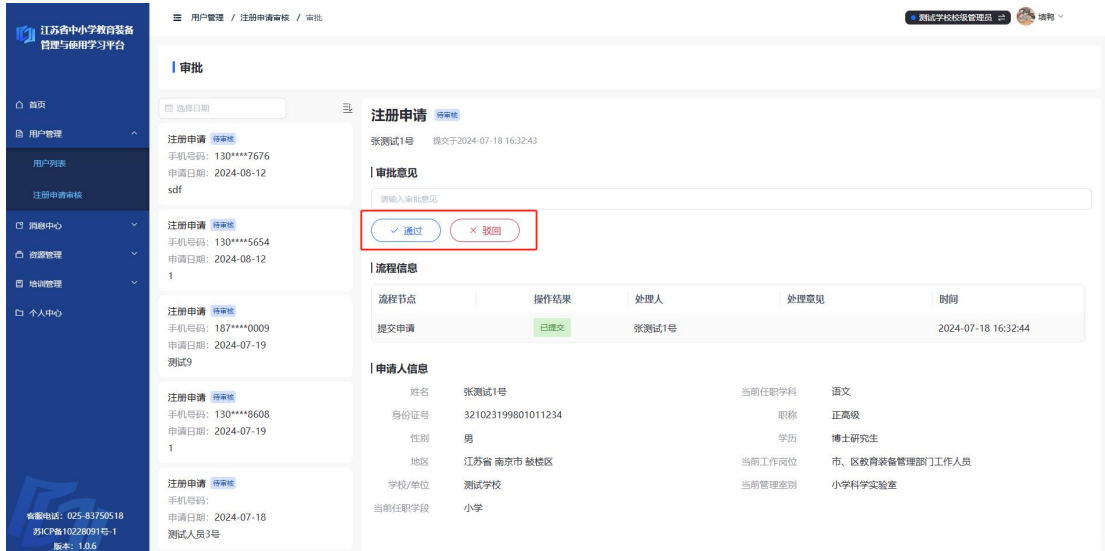 江苏省中小学教育装备
管理与使用学习平台
首页
用户管理
用户列表
注册申请审核
消息中心
资源管理
培训管理
个人中心
客服电话：025-83750518
苏ICP备10228091号-1
版本：1.0.6
用户管理 / 注册申请审核 / 审批
测试学校校级管理员
审批
选择日期
注册申请 待审核
手机号码：130****7676
申请日期：2024-08-12
sdf
注册申请 待审核
手机号码：130****5654
申请日期：2024-08-12
1
注册申请 待审核
手机号码：187****0009
申请日期：2024-07-19
测试9
注册申请 待审核
手机号码：130****8608
申请日期：2024-07-19
1
注册申请 待审核
手机号码：
申请日期：2024-07-18
测试人员3号
注册申请 待审核
张测试1号 提交于2024-07-18 16:32:43
审批意见
请输入审批意见
通过 驳回
流程信息
流程节点 操作结果 处理人 处理意见 时间
提交申请 已提交 张测试1号 2024-07-18 16:32:44
申请人信息
姓名 张测试1号 当前任职学科 语文
身份证号 321023199801011234 职称 正高级
性别 男 学历 博士研究生
地区 江苏省 南京市 鼓楼区 当前工作岗位 市、区教育装备管理部门工作人员
学校/单位 测试学校 当前管理室别 小学科学实验室
当前任职学段 小学